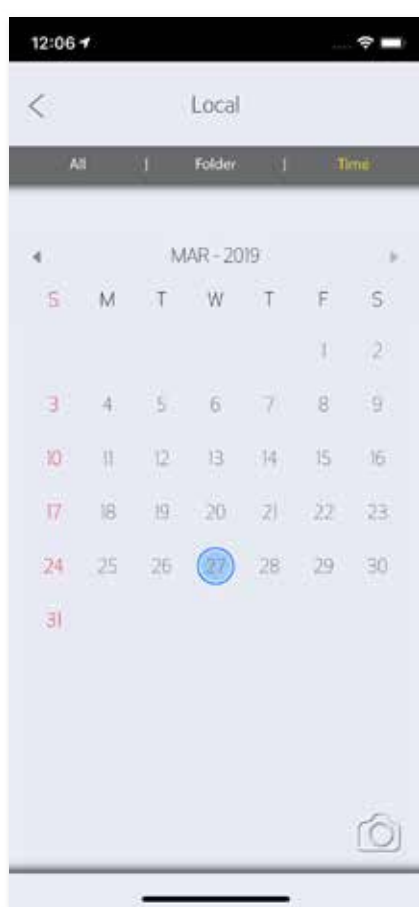 12:06
Local
All | Folder | Time
MAR - 2019
S M T W T F S
1 2
3 4 5 6 7 8 9
10 11 12 13 14 15 16
17 18 19 20 21 22 23
24 25 26 27 28 29 30
31